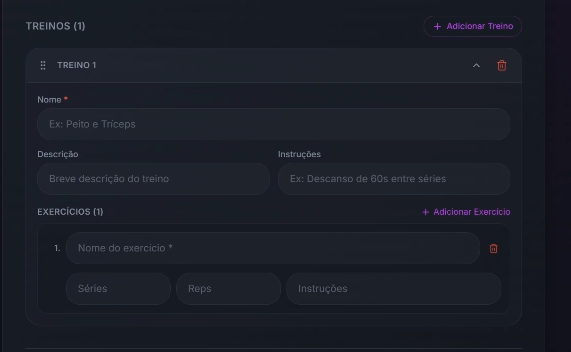 TREINOS (1)
+ Adicionar Treino
TREINO 1
Nome *
Ex: Peito e Tríceps
Descrição
Instruções
Breve descrição do treino
Ex: Descanso de 60s entre séries
EXERCÍCIOS (1)
+ Adicionar Exercício
1.
Nome do exercício *
Séries
Reps
Instruções